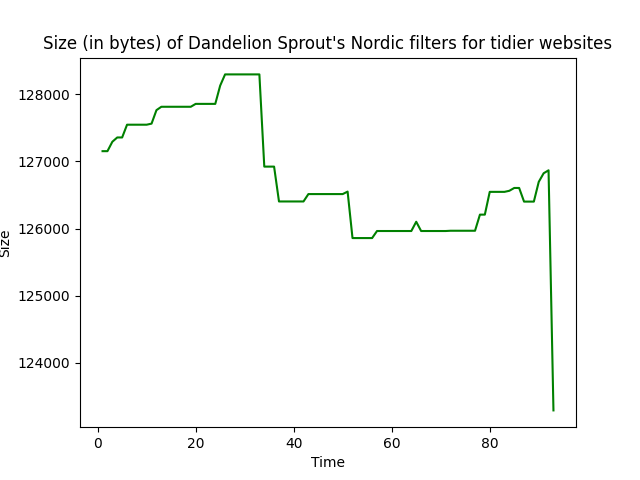 Size (in bytes) of Dandelion Sprout's Nordic filters for tidier websites
128000
127000
126000
125000
124000
Size
0 20 40 60 80
Time